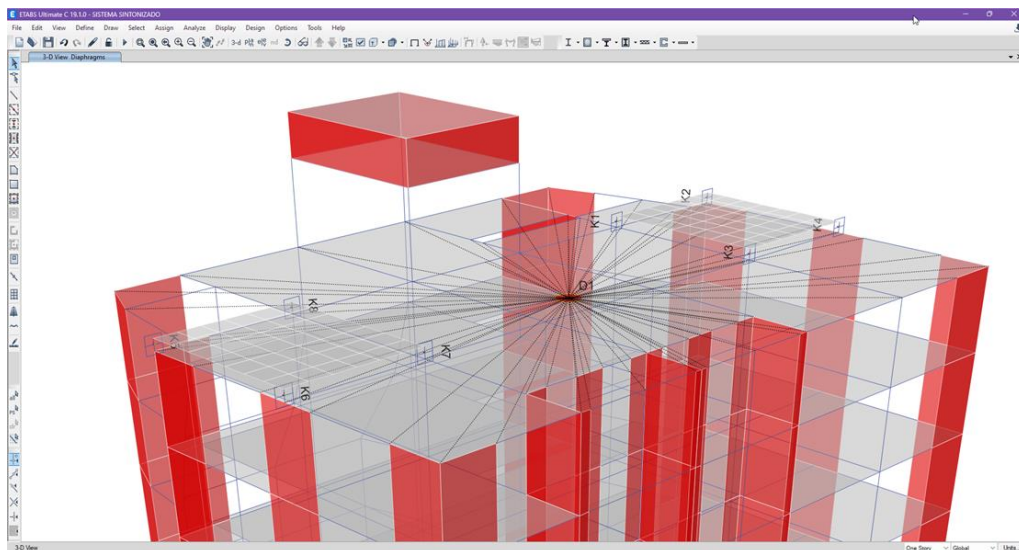 ETABS Ultimate C 19.1.0 - SISTEMA SINTONIZADO
File Edit View Define Draw Select Assign Analyze Display Design Options Tools Help
3-D View Diaphragms
K2
K1
K4
K3
D1
K8
K7
K6
3-D View
One Story Global Units